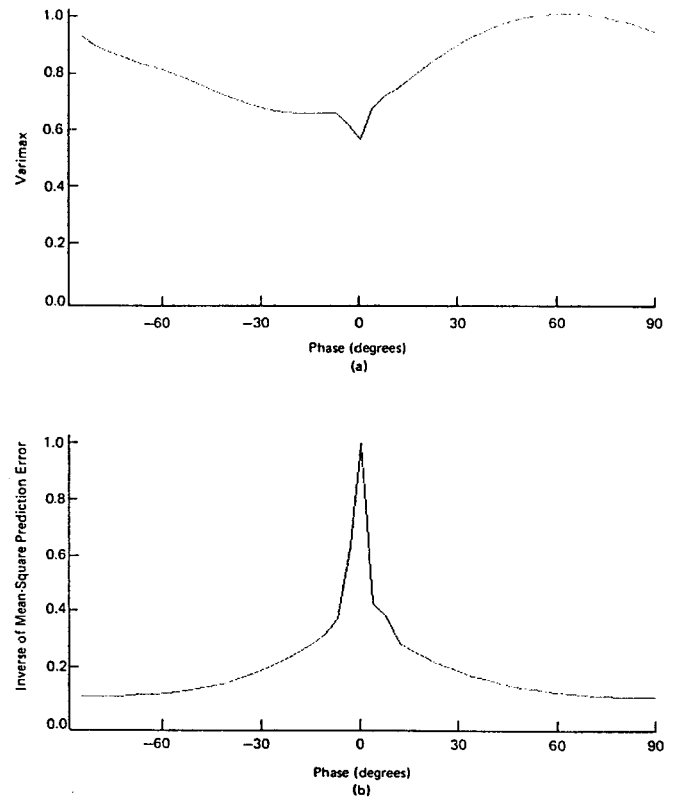 1.0
0.8
0.6
0.4
0.2
0.0
Varimax
−60 −30 0 30 60 90
Phase (degrees)
(a)
1.0
0.8
0.6
0.4
0.2
0.0
Inverse of Mean-Square Prediction Error
−60 −30 0 30 60 90
Phase (degrees)
(b)